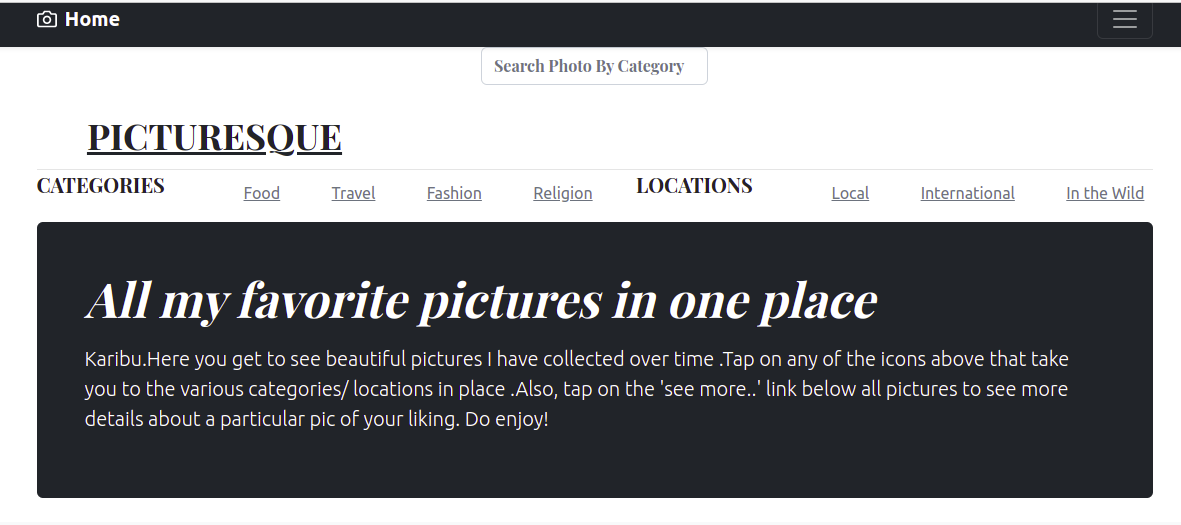 Home
Search Photo By Category
PICTURESQUE
CATEGORIES Food Travel Fashion Religion LOCATIONS Local International In the Wild
All my favorite pictures in one place
Karibu.Here you get to see beautiful pictures I have collected over time .Tap on any of the icons above that take
you to the various categories/ locations in place .Also, tap on the 'see more..' link below all pictures to see more
details about a particular pic of your liking. Do enjoy!